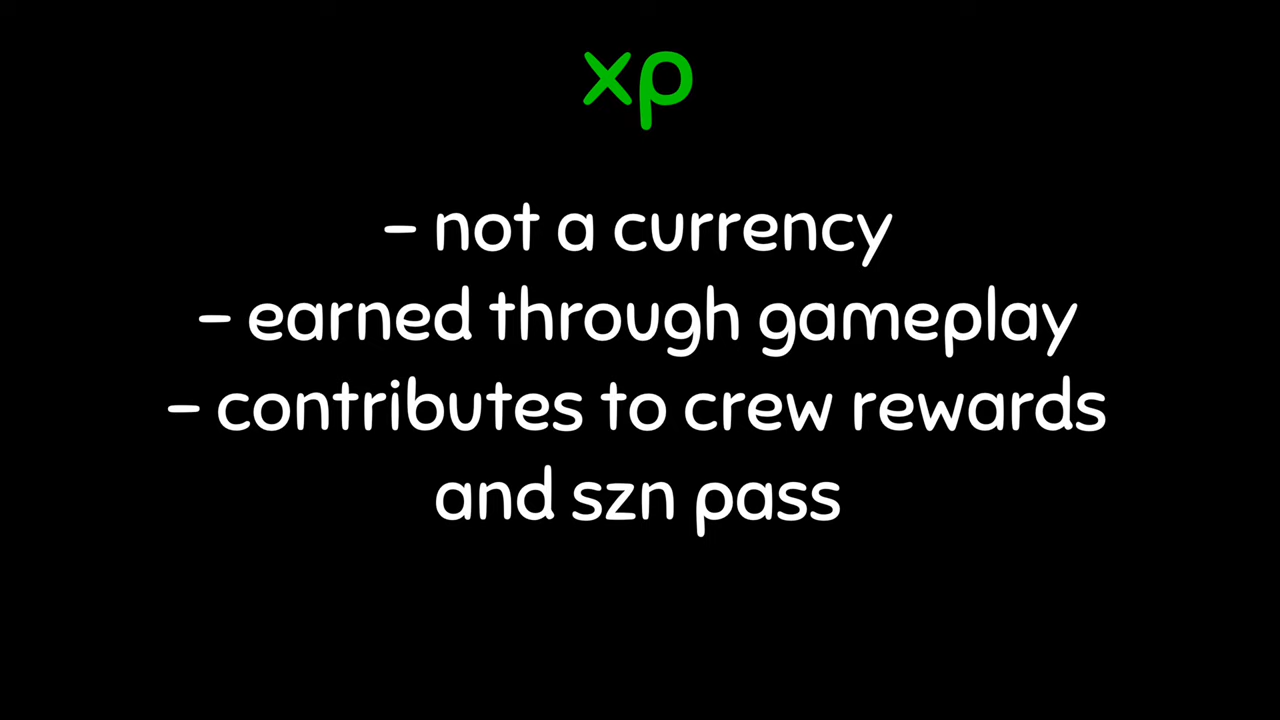 xp
- not a currency
- earned through gameplay
- contributes to crew rewards
and szn pass